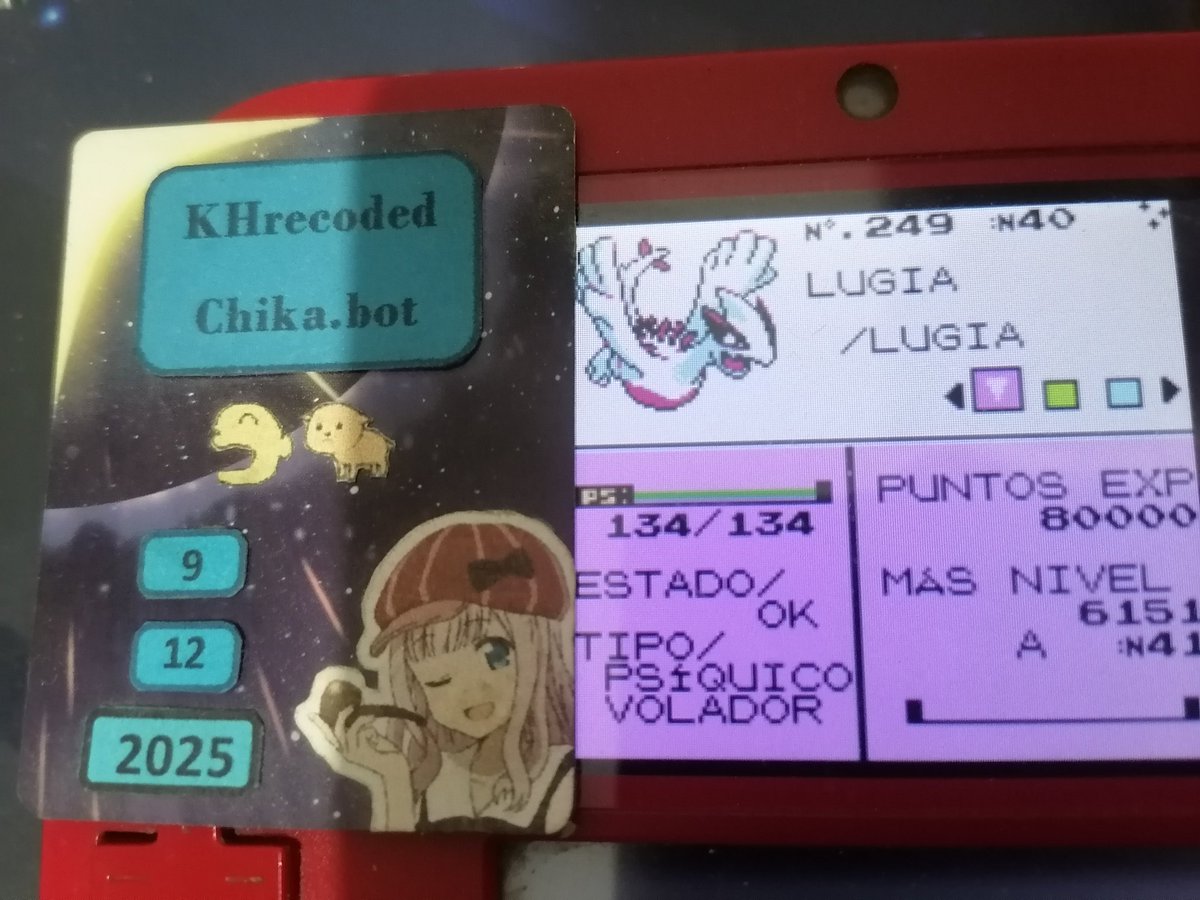 KHrecoded
Chika.bot
9
12
2025
Nº.249 :N40
LUGIA
/LUGIA
PS:
134/134
ESTADO/
OK
TIPO/
PSÍQUICO
VOLADOR
PUNTOS EXP
80000
MÁS NIVEL
6151
A :N41